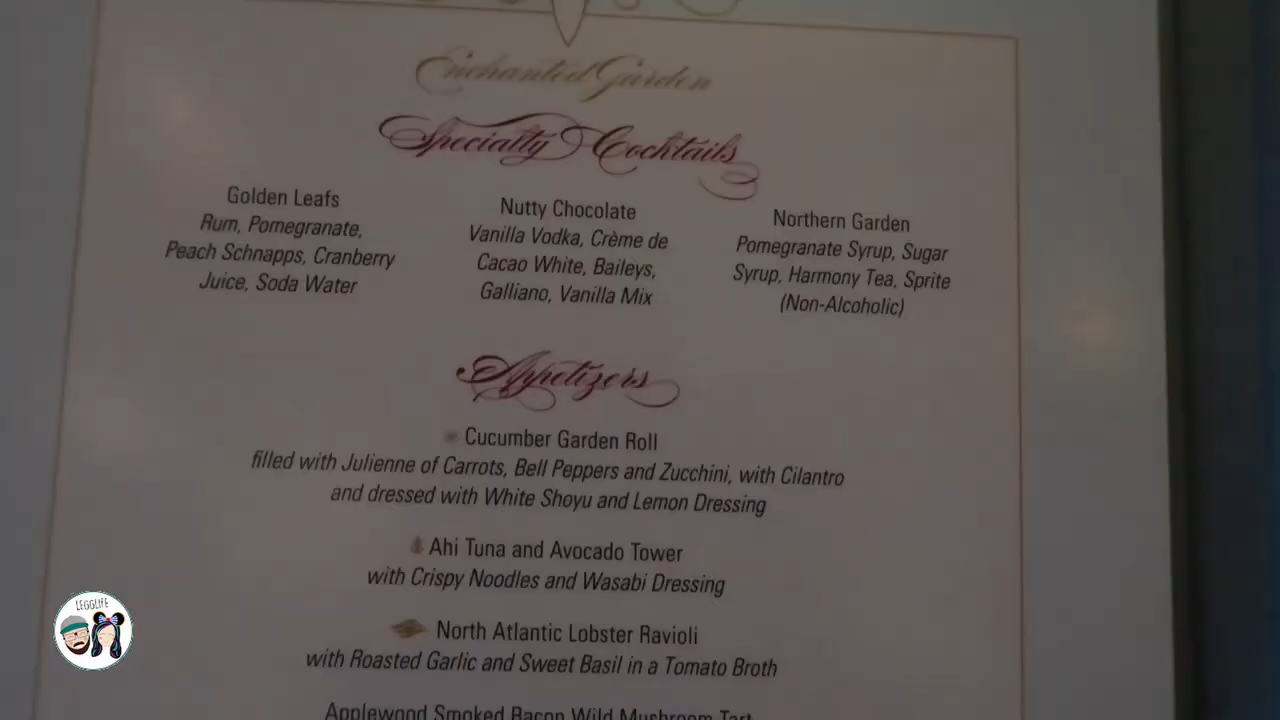 Enchanted Garden
Specialty Cocktails
Golden Leafs
Rum, Pomegranate,
Peach Schnapps, Cranberry
Juice, Soda Water
Nutty Chocolate
Vanilla Vodka, Crème de
Cacao White, Baileys,
Galliano, Vanilla Mix
Northern Garden
Pomegranate Syrup, Sugar
Syrup, Harmony Tea, Sprite
(Non-Alcoholic)
Appetizers
Cucumber Garden Roll
filled with Julienne of Carrots, Bell Peppers and Zucchini, with Cilantro
and dressed with White Shoyu and Lemon Dressing
Ahi Tuna and Avocado Tower
with Crispy Noodles and Wasabi Dressing
North Atlantic Lobster Ravioli
with Roasted Garlic and Sweet Basil in a Tomato Broth
Applewood Smoked Bacon Wild Mushroom Tart
LEGGLIFE